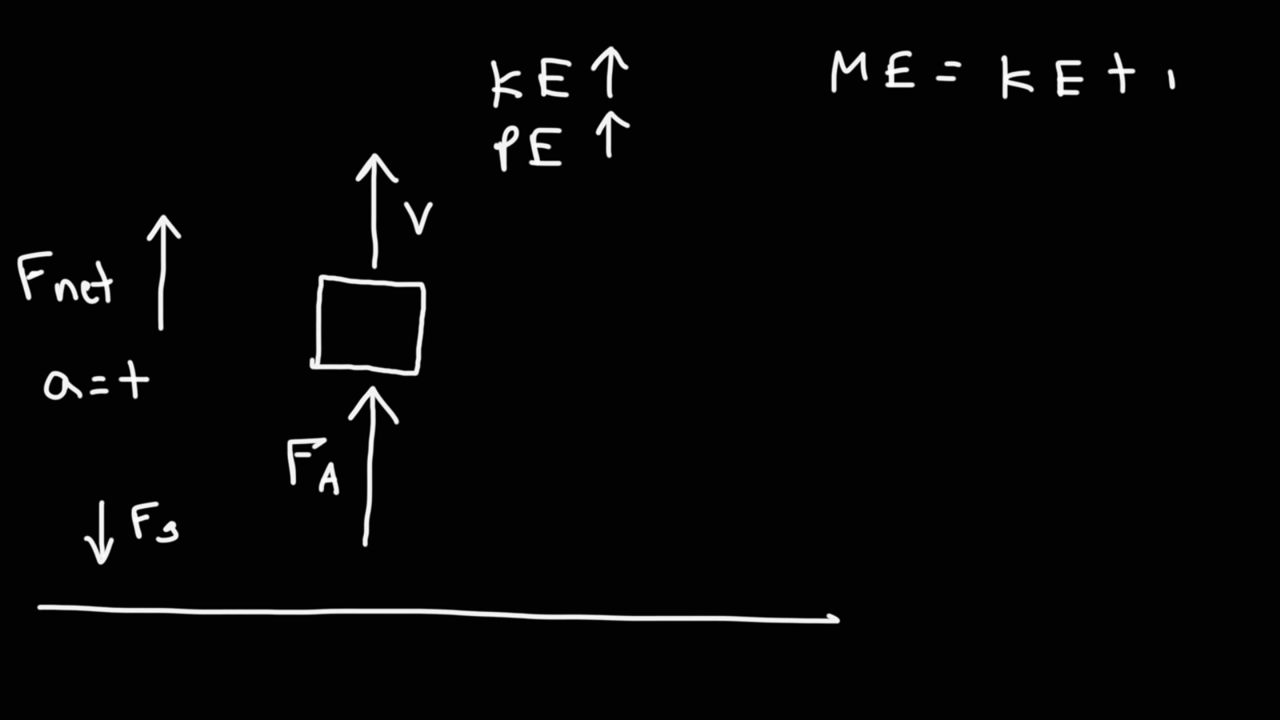 KE ↑
ME = KE +
PE ↑
V
Fnet
a = +
FA
Fg